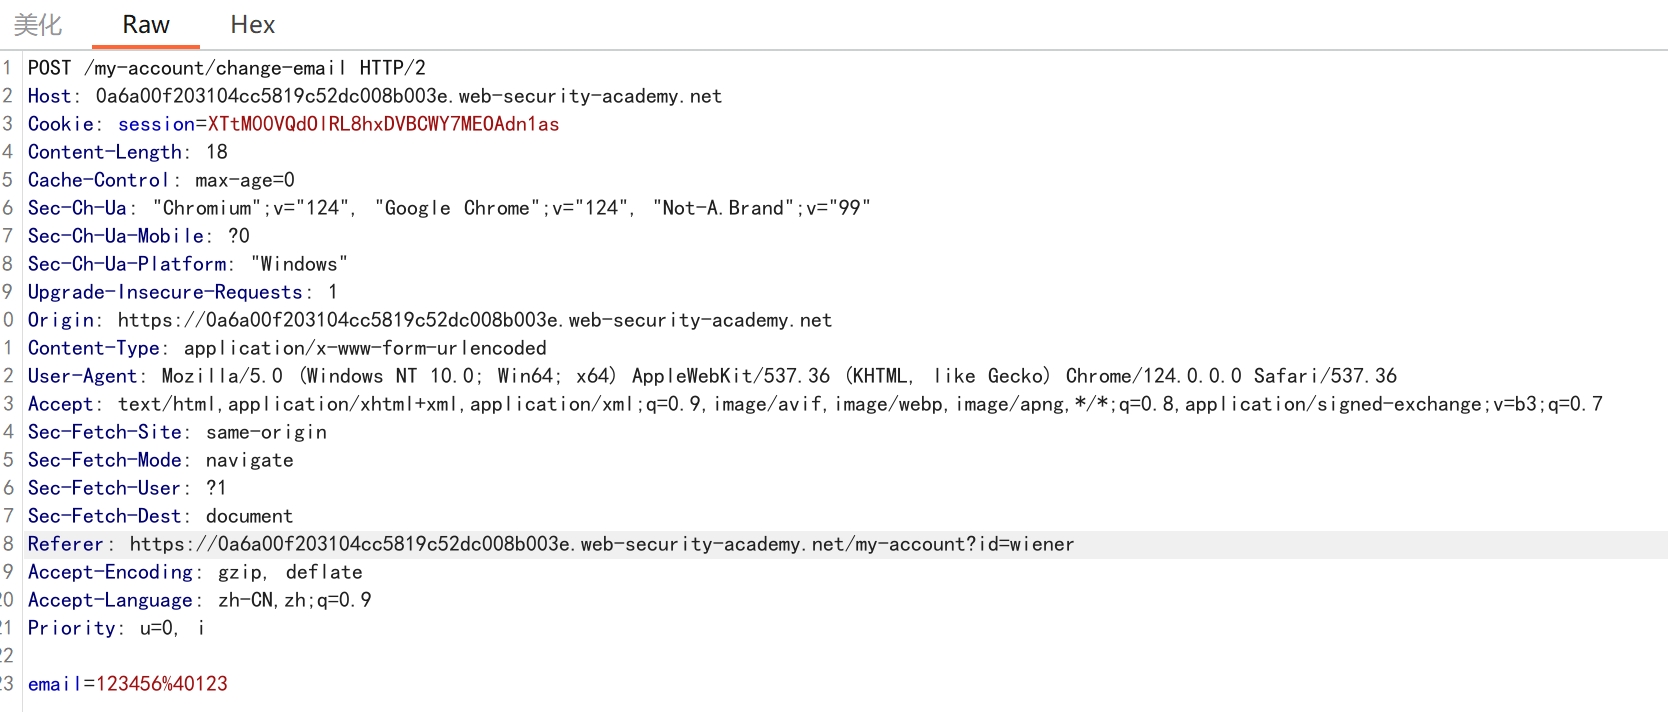 美化 Raw Hex
1 POST /my-account/change-email HTTP/2
2 Host: 0a6a00f203104cc5819c52dc008b003e.web-security-academy.net
3 Cookie: session=XTtM0OVQdOlRL8hxDVBCWY7MEOAdn1as
4 Content-Length: 18
5 Cache-Control: max-age=0
6 Sec-Ch-Ua: "Chromium";v="124", "Google Chrome";v="124", "Not-A.Brand";v="99"
7 Sec-Ch-Ua-Mobile: ?0
8 Sec-Ch-Ua-Platform: "Windows"
9 Upgrade-Insecure-Requests: 1
0 Origin: https://0a6a00f203104cc5819c52dc008b003e.web-security-academy.net
1 Content-Type: application/x-www-form-urlencoded
2 User-Agent: Mozilla/5.0 (Windows NT 10.0; Win64; x64) AppleWebKit/537.36 (KHTML, like Gecko) Chrome/124.0.0.0 Safari/537.36
3 Accept: text/html,application/xhtml+xml,application/xml;q=0.9,image/avif,image/webp,image/apng,*/*;q=0.8,application/signed-exchange;v=b3;q=0.7
4 Sec-Fetch-Site: same-origin
5 Sec-Fetch-Mode: navigate
6 Sec-Fetch-User: ?1
7 Sec-Fetch-Dest: document
8 Referer: https://0a6a00f203104cc5819c52dc008b003e.web-security-academy.net/my-account?id=wiener
9 Accept-Encoding: gzip, deflate
20 Accept-Language: zh-CN,zh;q=0.9
21 Priority: u=0, i
22
23 email=123456%40123